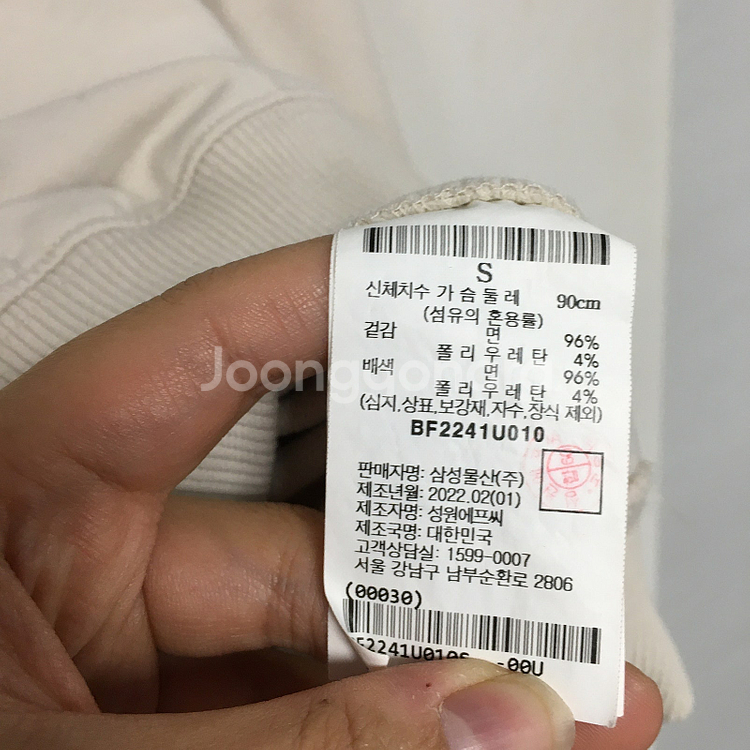 S
신체치수 가 슴 둘 레 90cm
(섬유의 혼용률)
겉감 면 96%
폴 리 우 레 탄 4%
배색 면 96%
폴 리 우 레 탄 4%
(심지,상표,보강재,자수,장식 제외)
BF2241U010
판매자명: 삼성물산(주)
제조년월: 2022.02(01)
제조자명: 성원에프씨
제조국명: 대한민국
고객상담실: 1599-0007
서울 강남구 남부순환로 2806
(00030)